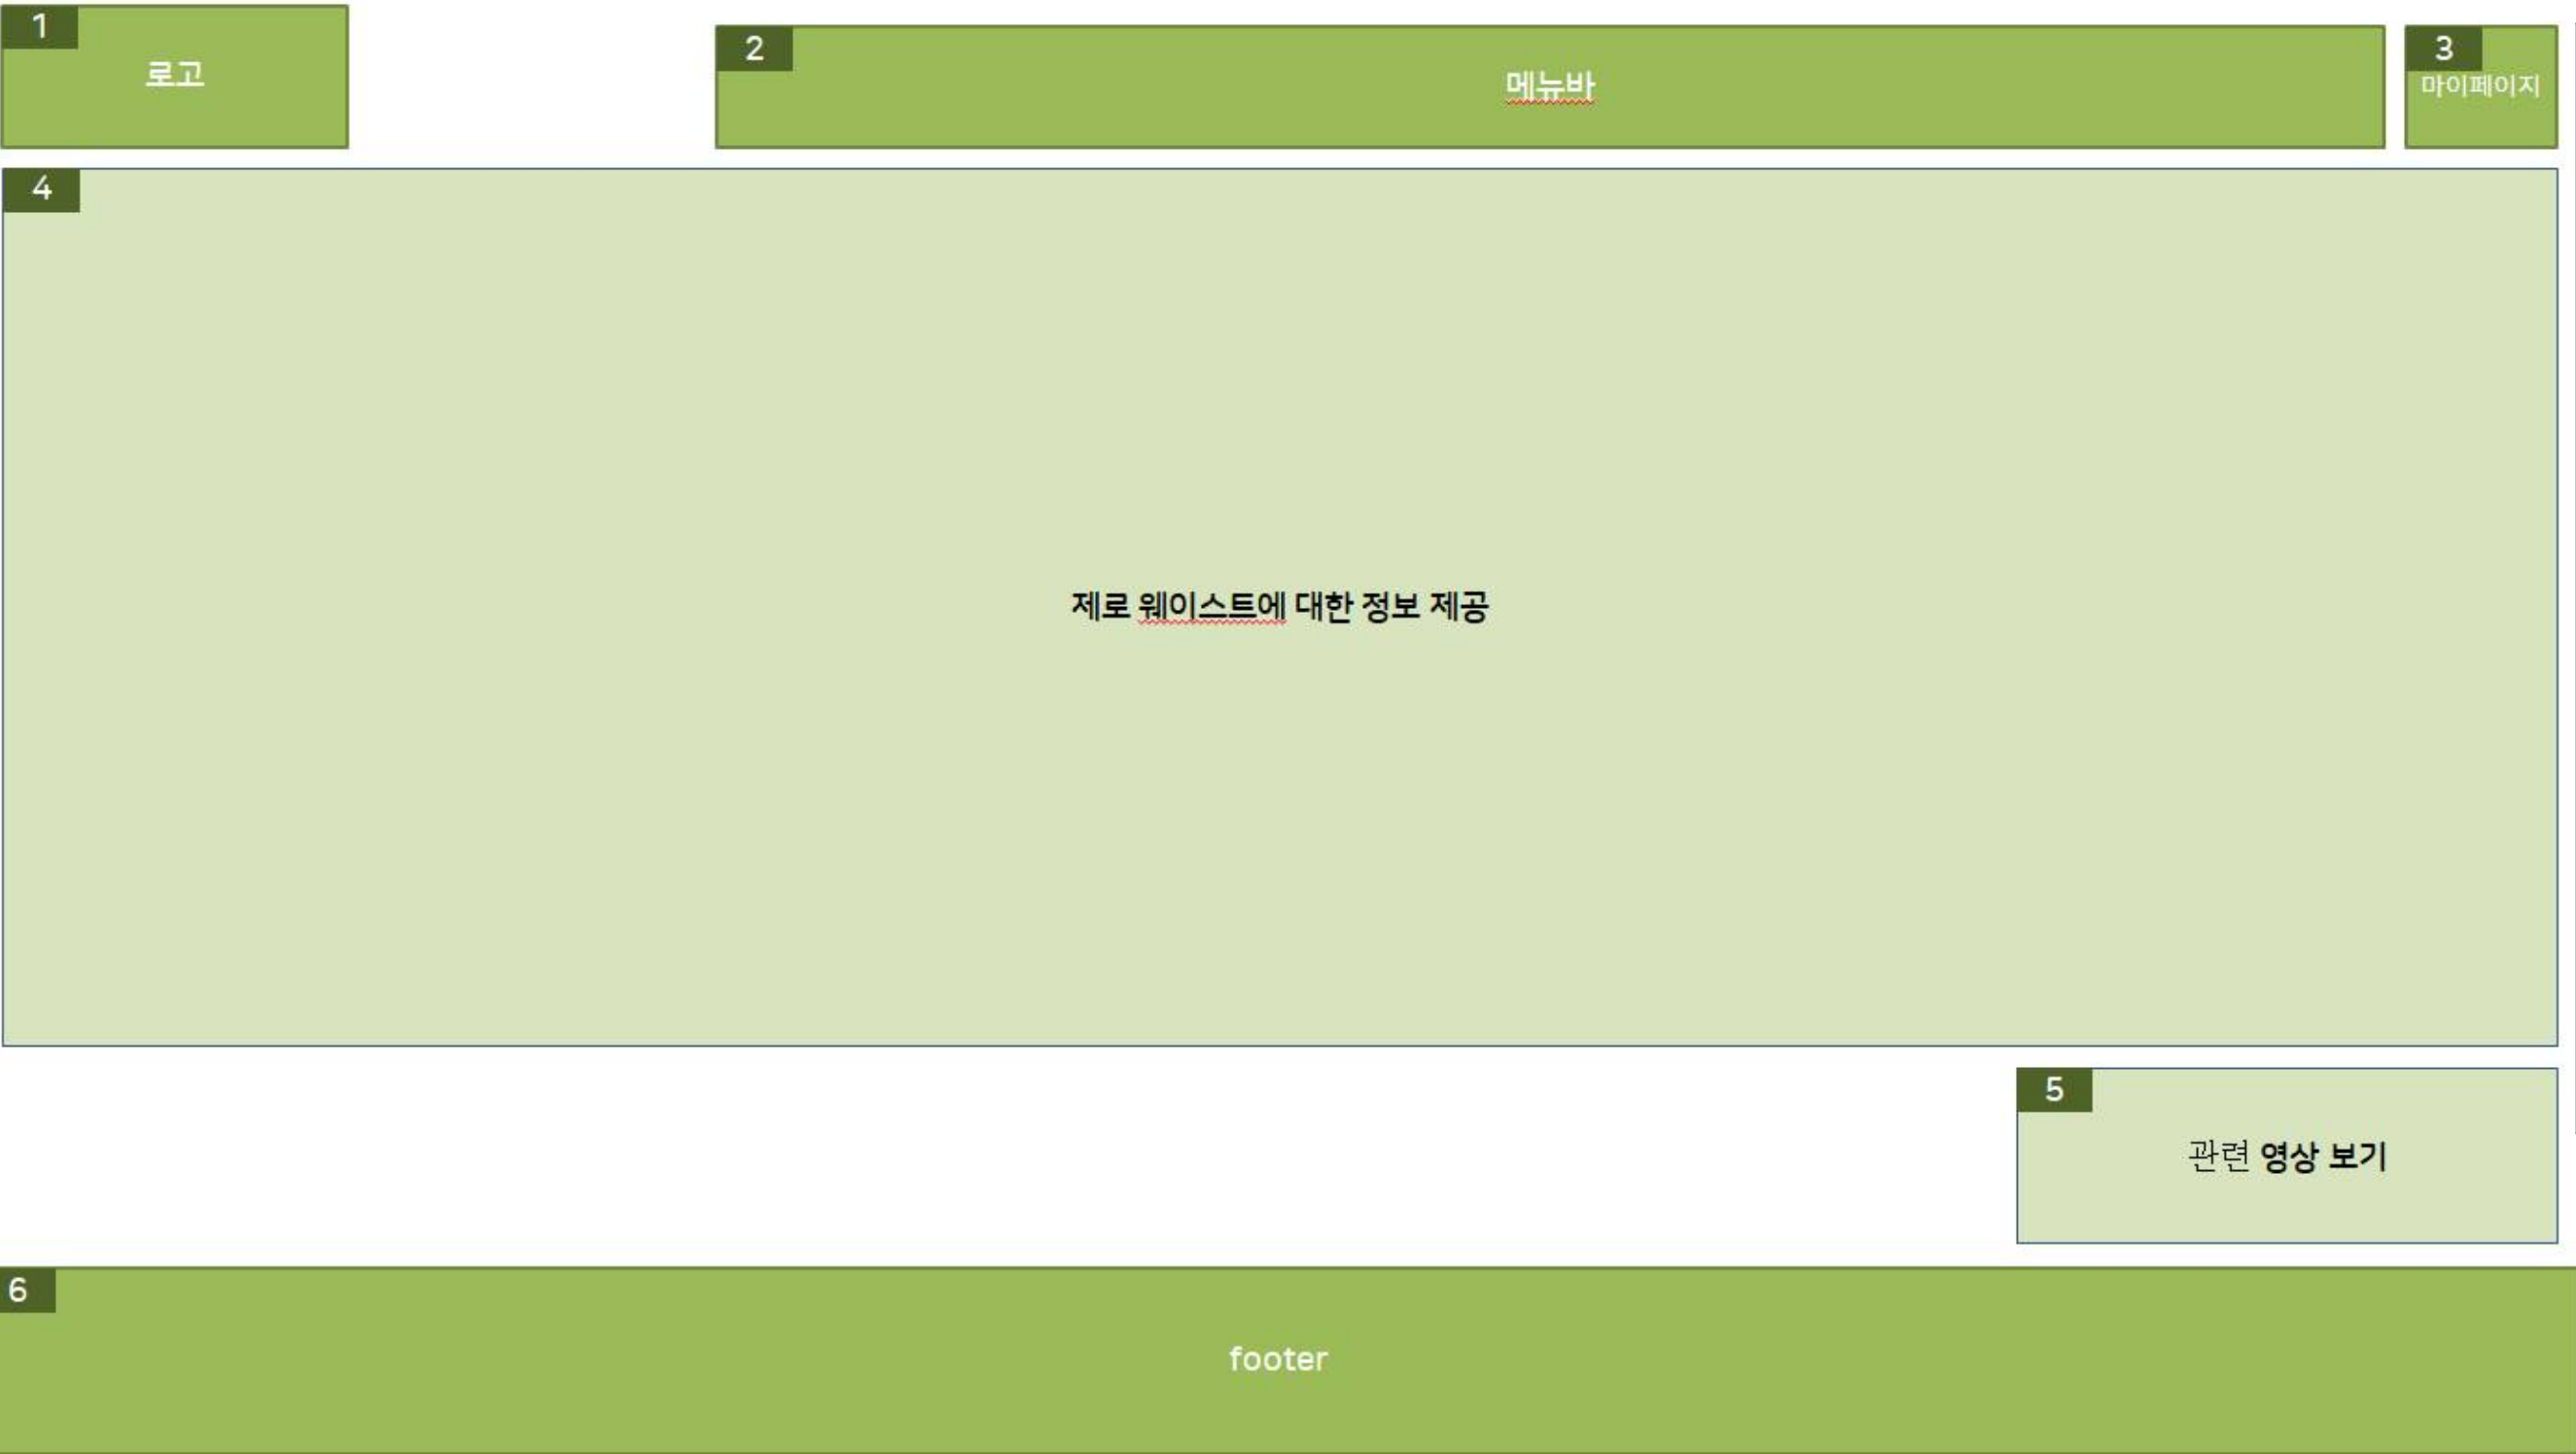 1
로고
2
메뉴바
3
마이페이지
4
제로 웨이스트에 대한 정보 제공
5
관련 영상 보기
6
footer